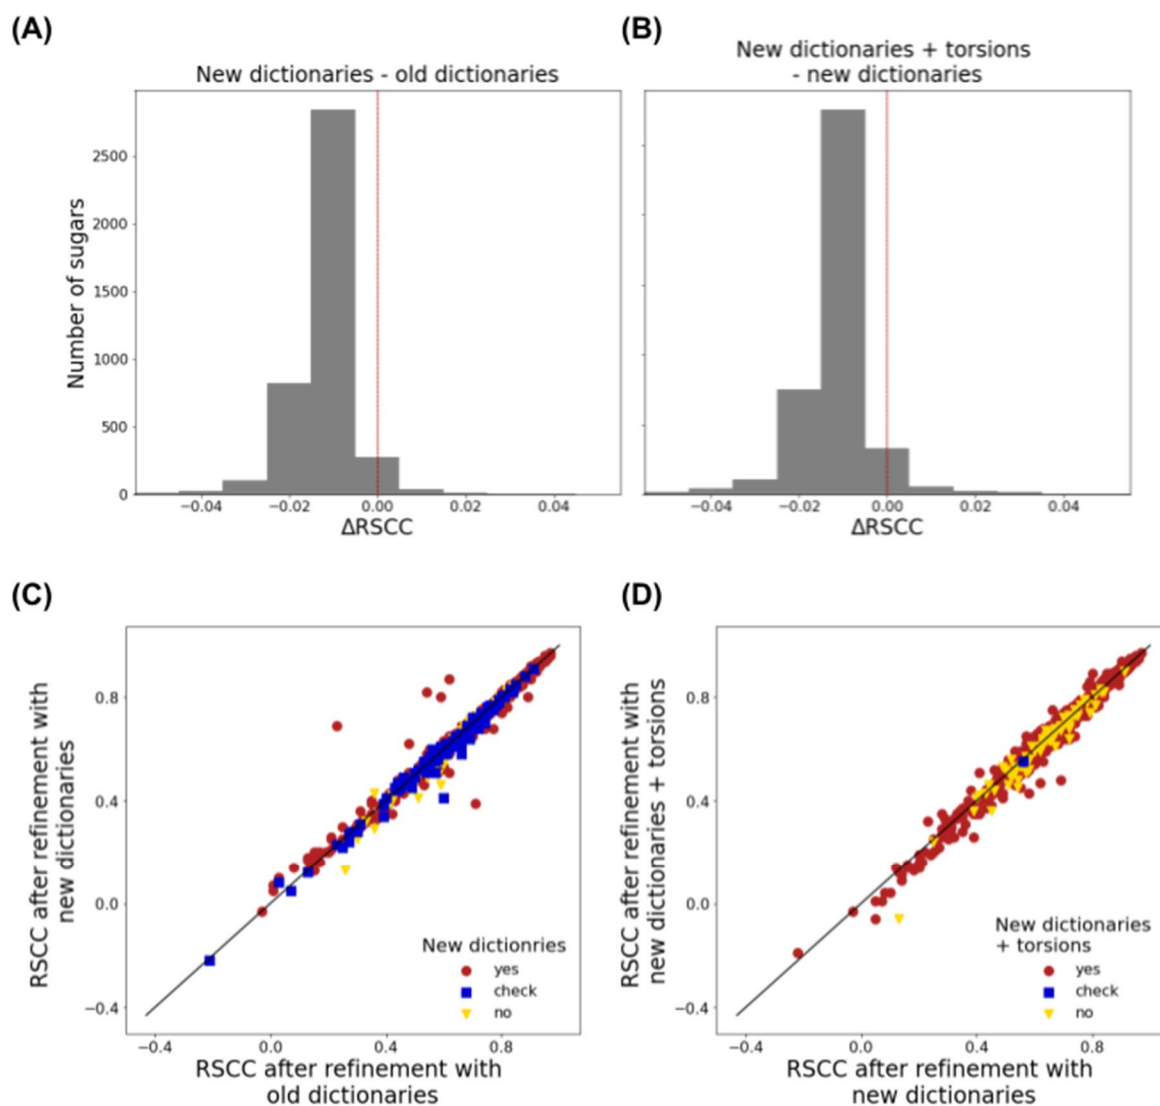 (A)
New dictionaries - old dictionaries
Number of sugars
2500
2000
1500
1000
500
0
−0.04 −0.02 0.00 0.02 0.04
ΔRSCC
(B)
New dictionaries + torsions
- new dictionaries
−0.04 −0.02 0.00 0.02 0.04
ΔRSCC
(C)
RSCC after refinement with
new dictionaries
0.8
0.4
0.0
−0.4
New dictionries
yes
check
no
−0.4 0.0 0.4 0.8
RSCC after refinement with
old dictionaries
(D)
RSCC after refinement with
new dictionaries + torsions
0.8
0.4
0.0
−0.4
New dictionaries
+ torsions
yes
check
no
−0.4 0.0 0.4 0.8
RSCC after refinement with
new dictionaries